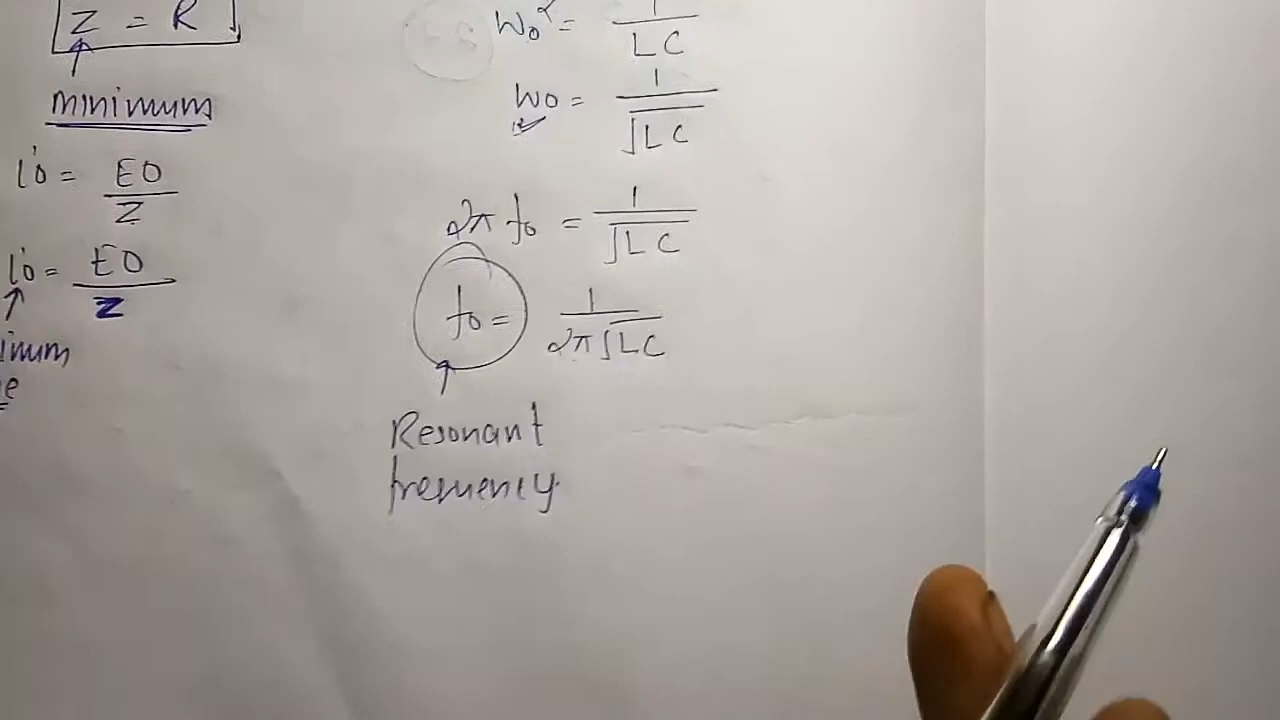 Z = R
minimum
i0 = E0/Z
i0 = E0/Z
W0² = 1/LC
W0 = 1/√LC
2π f0 = 1/√LC
f0 = 1/2π√LC
Resonant
frequency.